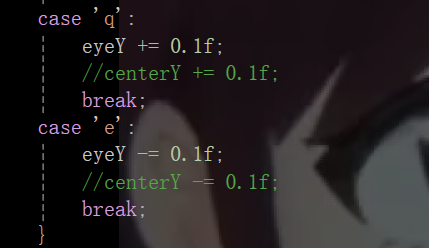 case 'q':
eyeY += 0.1f;
//centerY += 0.1f;
break;
case 'e':
eyeY -= 0.1f;
//centerY -= 0.1f;
break;
}